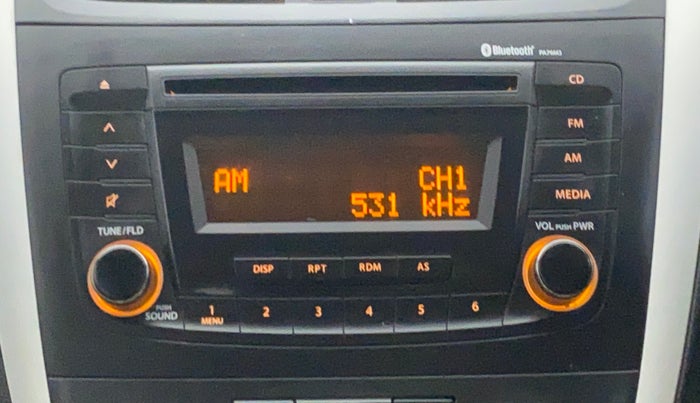 Bluetooth PA79M63
CD
FM
AM
MEDIA
AM CH1
531 kHz
TUNE/FLD
VOL PUSH PWR
DISP RPT RDM AS
PUSH
SOUND
1 2 3 4 5 6
MENU